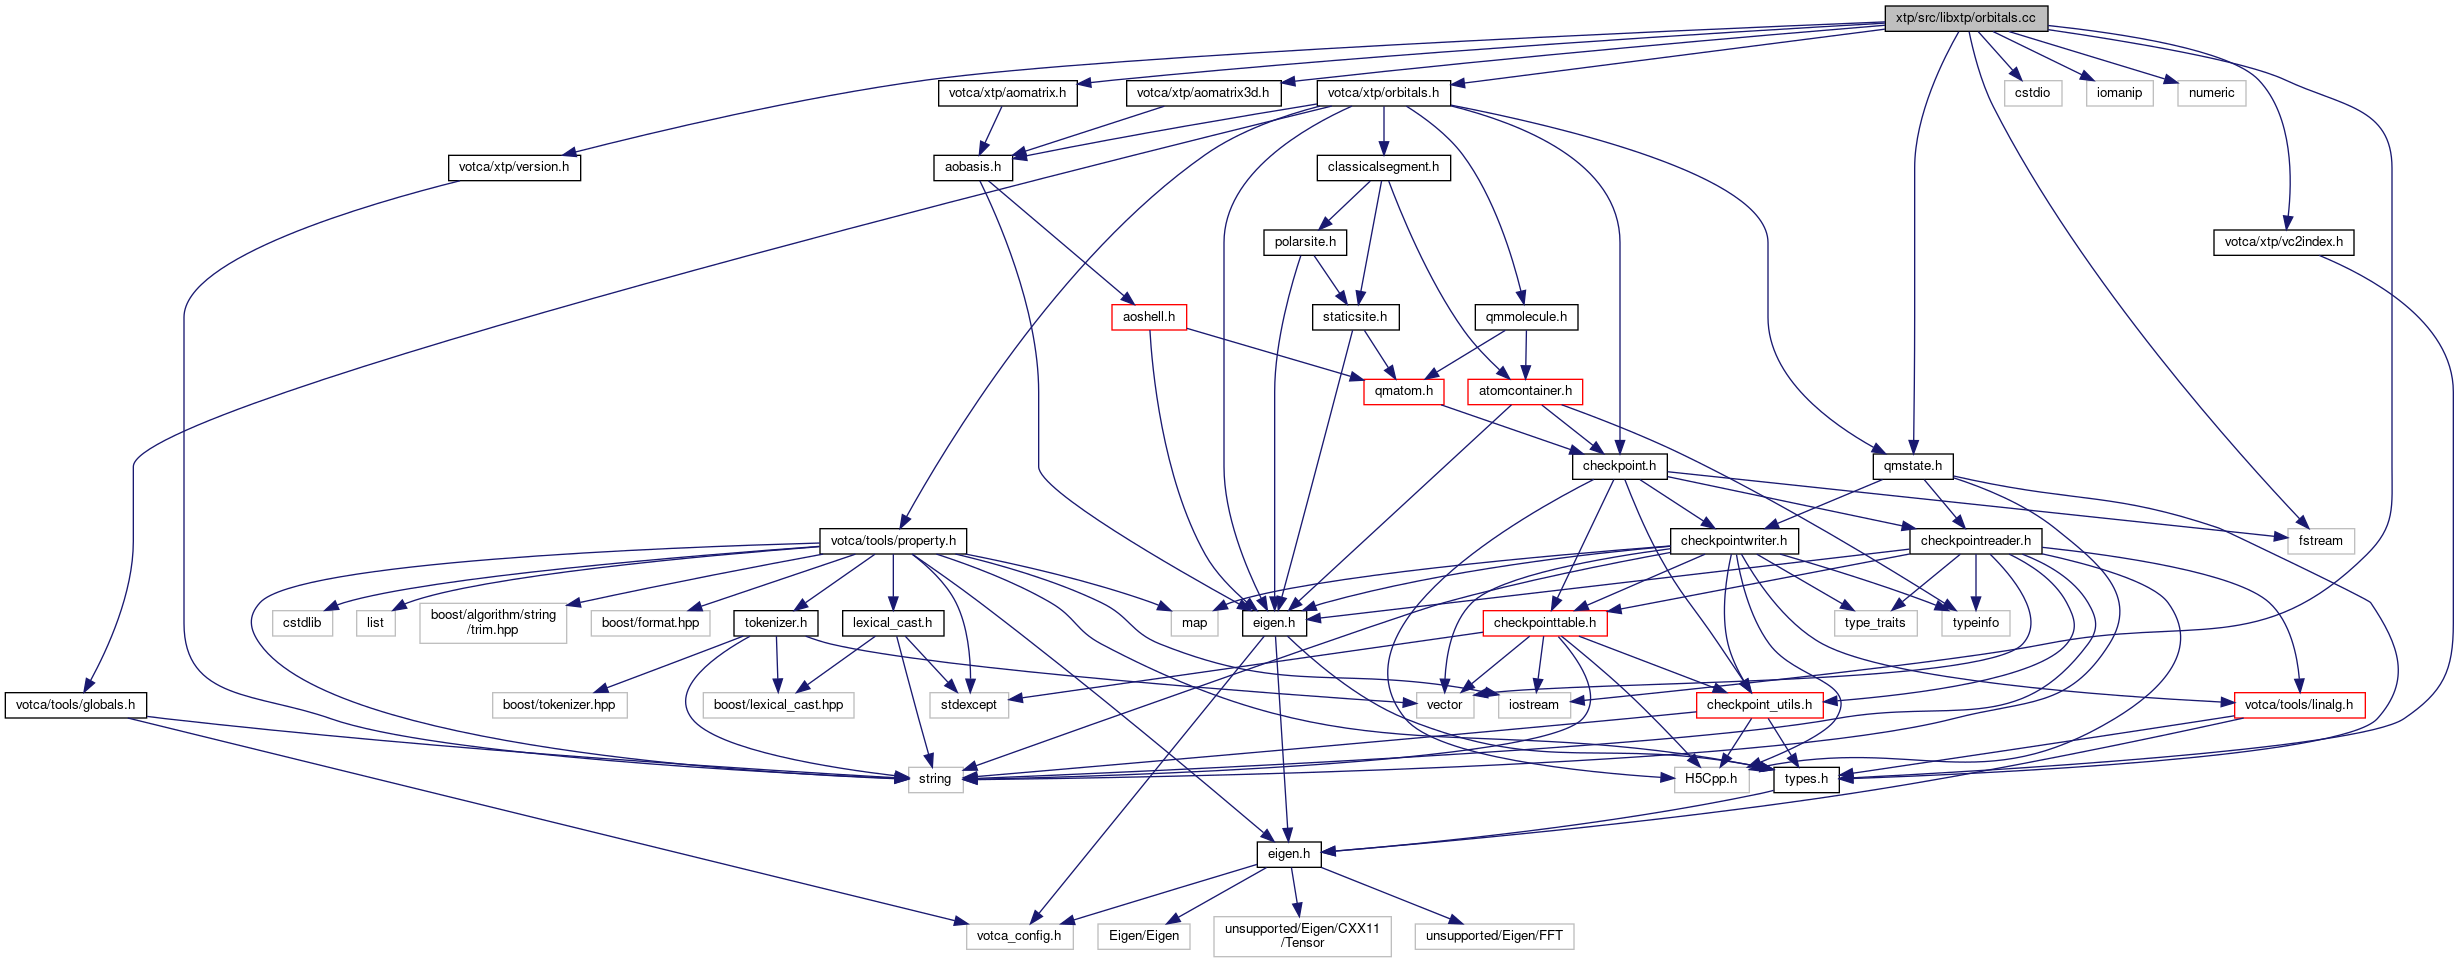 xtp/src/libxtp/orbitals.cc
votca/xtp/aomatrix.h
votca/xtp/aomatrix3d.h
votca/xtp/orbitals.h
cstdio
iomanip
numeric
votca/xtp/version.h
aobasis.h
classicalsegment.h
polarsite.h
votca/xtp/vc2index.h
aoshell.h
staticsite.h
qmmolecule.h
qmatom.h
atomcontainer.h
checkpoint.h
qmstate.h
votca/tools/property.h
checkpointwriter.h
checkpointreader.h
fstream
cstdlib
list
boost/algorithm/string
/trim.hpp
boost/format.hpp
tokenizer.h
lexical_cast.h
map
eigen.h
checkpointtable.h
type_traits
typeinfo
votca/tools/globals.h
boost/tokenizer.hpp
boost/lexical_cast.hpp
stdexcept
vector
iostream
checkpoint_utils.h
votca/tools/linalg.h
string
H5Cpp.h
types.h
eigen.h
votca_config.h
Eigen/Eigen
unsupported/Eigen/CXX11
/Tensor
unsupported/Eigen/FFT